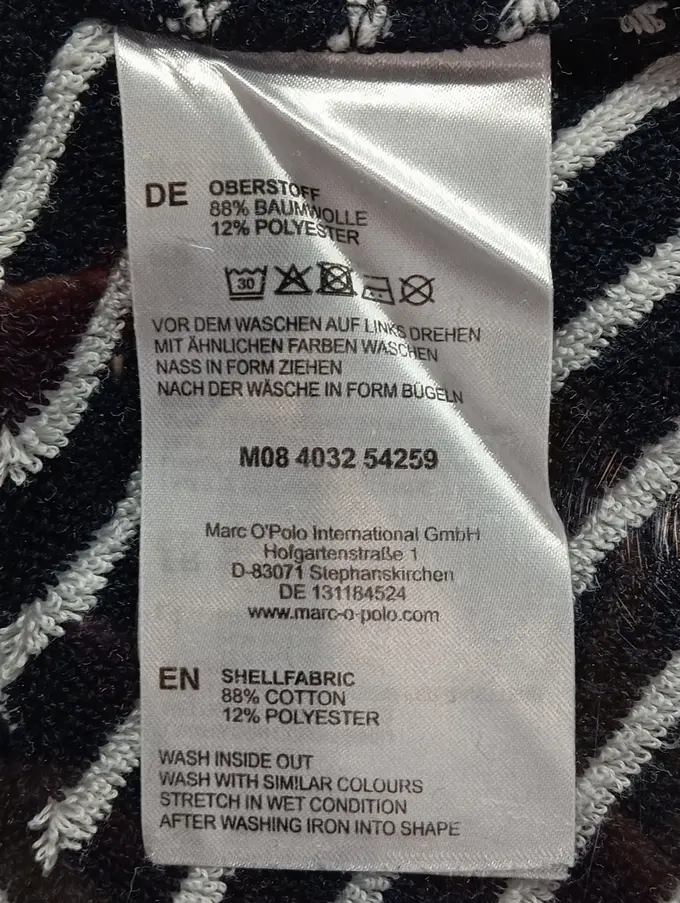 DE OBERSTOFF
88% BAUMWOLLE
12% POLYESTER
30
VOR DEM WASCHEN AUF LINKS DREHEN
MIT ÄHNLICHEN FARBEN WASCHEN
NASS IN FORM ZIEHEN
NACH DER WÄSCHE IN FORM BÜGELN
M08 4032 54259
Marc O'Polo International GmbH
Hofgartenstraße 1
D-83071 Stephanskirchen
DE 131184524
www.marc-o-polo.com
EN SHELLFABRIC
88% COTTON
12% POLYESTER
WASH INSIDE OUT
WASH WITH SIMILAR COLOURS
STRETCH IN WET CONDITION
AFTER WASHING IRON INTO SHAPE